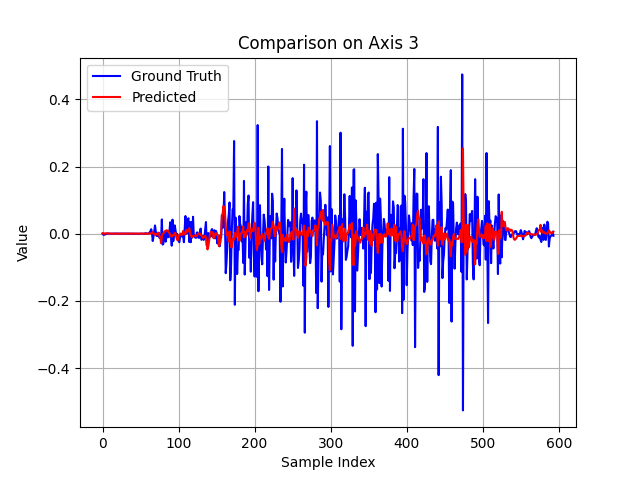 Comparison on Axis 3
Ground Truth
Predicted
Value
0.4
0.2
0.0
−0.2
−0.4
0 100 200 300 400 500 600
Sample Index